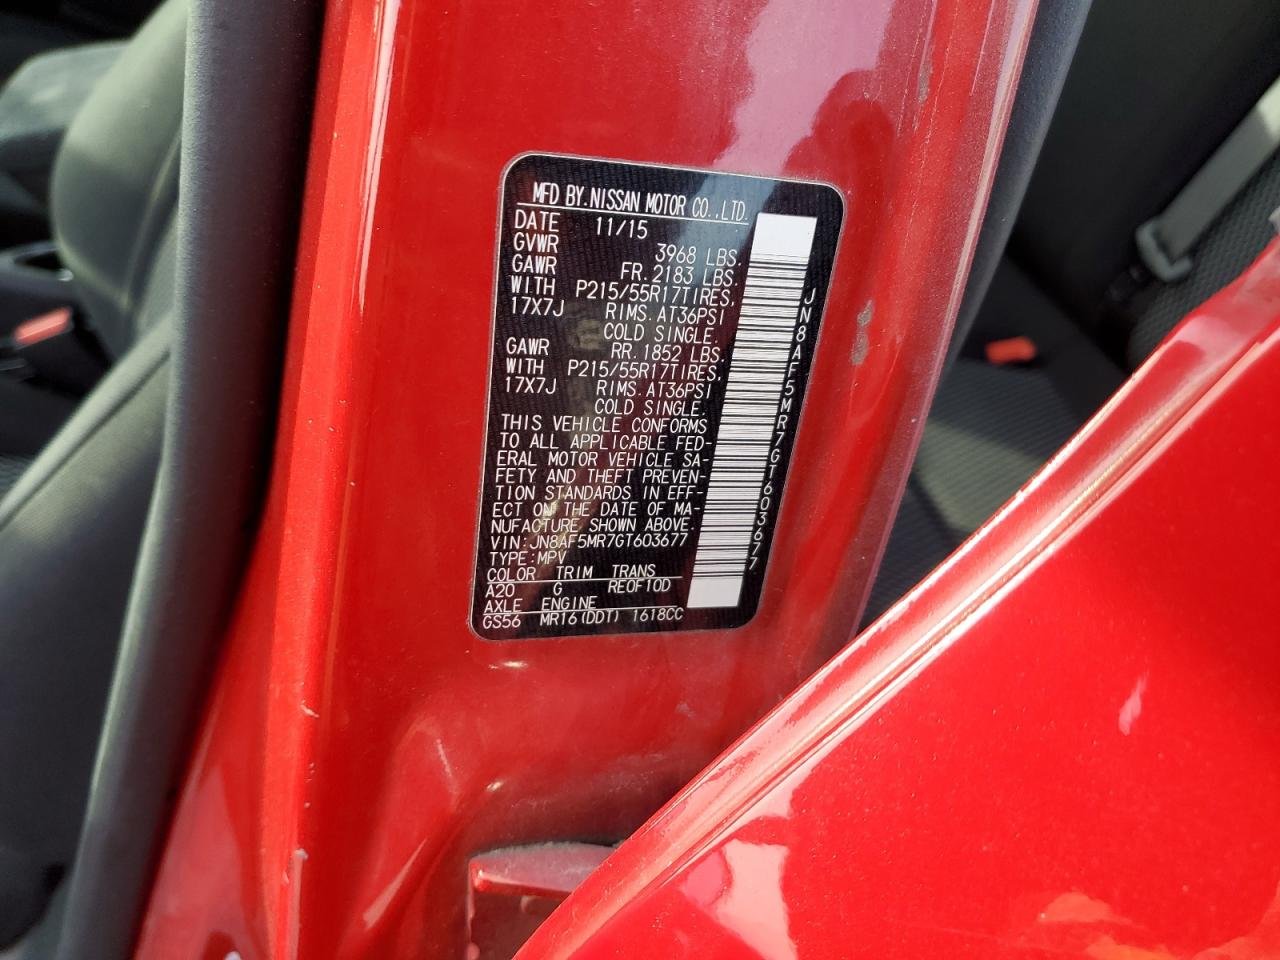 MFD BY.NISSAN MOTOR CO.,LTD.
DATE 11/15
GVWR 3968 LBS.
GAWR FR.2183 LBS.
WITH P215/55R17TIRES,
17X7J RIMS.AT36PSI
COLD SINGLE.
GAWR RR.1852 LBS.
WITH P215/55R17TIRES,
17X7J RIMS.AT36PSI
COLD SINGLE.
THIS VEHICLE CONFORMS
TO ALL APPLICABLE FED-
ERAL MOTOR VEHICLE SA-
FETY AND THEFT PREVEN-
TION STANDARDS IN EFF-
ECT ON THE DATE OF MA-
NUFACTURE SHOWN ABOVE.
VIN:JN8AF5MR7GT603677
TYPE:MPV
COLOR TRIM TRANS
A20 G RE0F10D
AXLE ENGINE
GS56 MR16(DDT) 1618CC
JN8AF5MR7GT603677